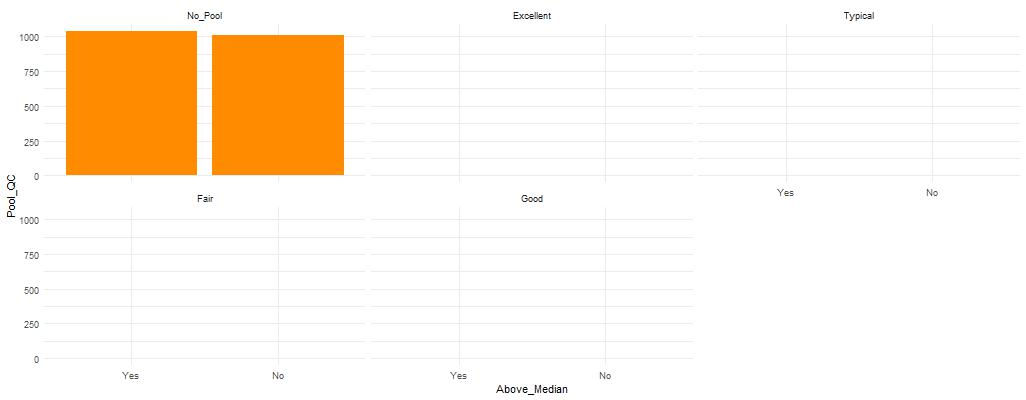 No_Pool Excellent Typical
1000
750
500
250
0
Yes No
Fair Good
1000
750
500
250
0
Yes No Yes No
Above_Median
Pool_QC